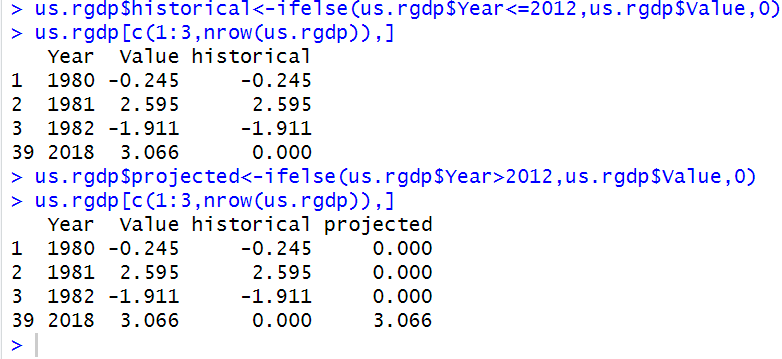 > us.rgdp$historical<-ifelse(us.rgdp$Year<=2012,us.rgdp$Value,0)
> us.rgdp[c(1:3,nrow(us.rgdp)),]
   Year  Value historical
1  1980 -0.245     -0.245
2  1981  2.595      2.595
3  1982 -1.911     -1.911
39 2018  3.066      0.000
> us.rgdp$projected<-ifelse(us.rgdp$Year>2012,us.rgdp$Value,0)
> us.rgdp[c(1:3,nrow(us.rgdp)),]
   Year  Value historical projected
1  1980 -0.245     -0.245     0.000
2  1981  2.595      2.595     0.000
3  1982 -1.911     -1.911     0.000
39 2018  3.066      0.000     3.066
>